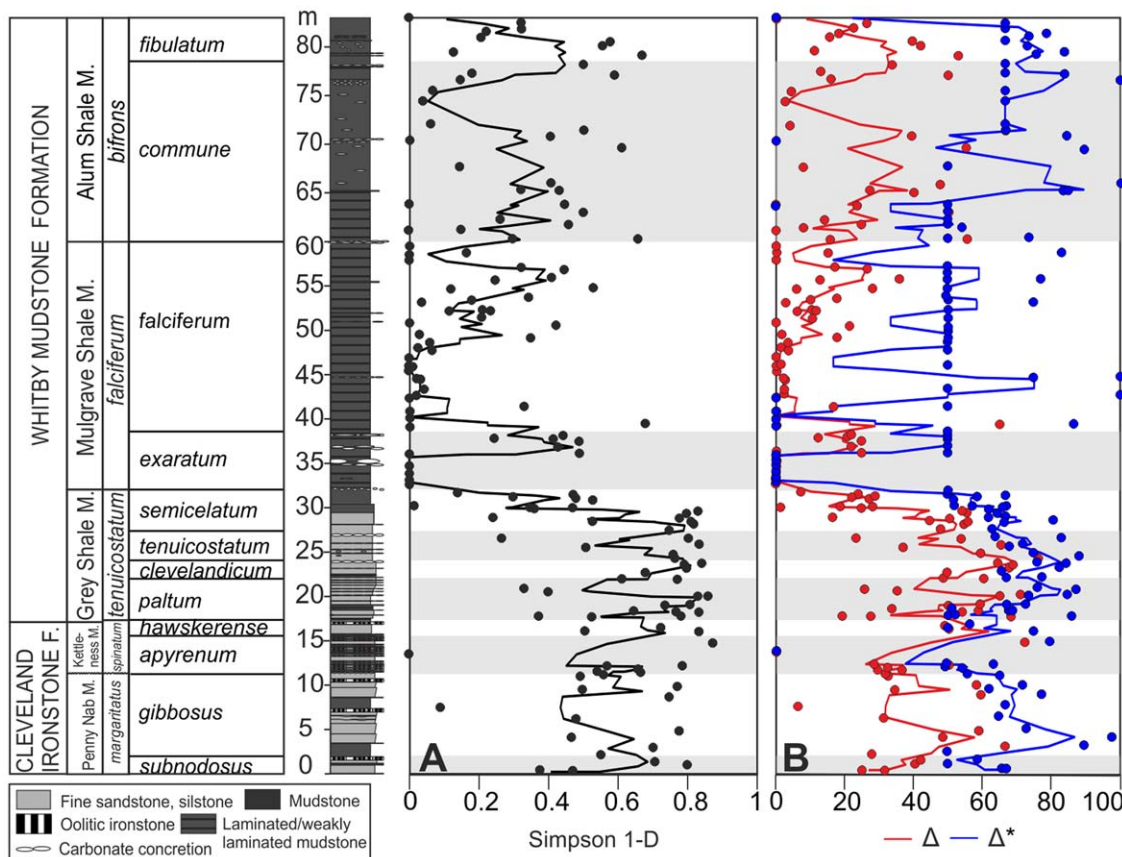 WHITBY MUDSTONE FORMATION
CLEVELAND
IRONSTONE F.
Alum Shale M.
Mulgrave Shale M.
Grey Shale M.
Kettle-
ness M.
Penny Nab M.
bifrons
falciferum
tenuicostatum
spinatum
margaritatus
fibulatum
commune
falciferum
exaratum
semicelatum
tenuicostatum
clevelandicum
paltum
hawskerense
apyrenum
gibbosus
subnodosus
m
80
75
70
65
60
55
50
45
40
35
30
25
20
15
10
5
0
A
B
0 0.2 0.4 0.6 0.8 1
Simpson 1-D
0 20 40 60 80 100
Δ Δ*
Fine sandstone, silstone
Mudstone
Oolitic ironstone
Laminated/weakly
laminated mudstone
Carbonate concretion